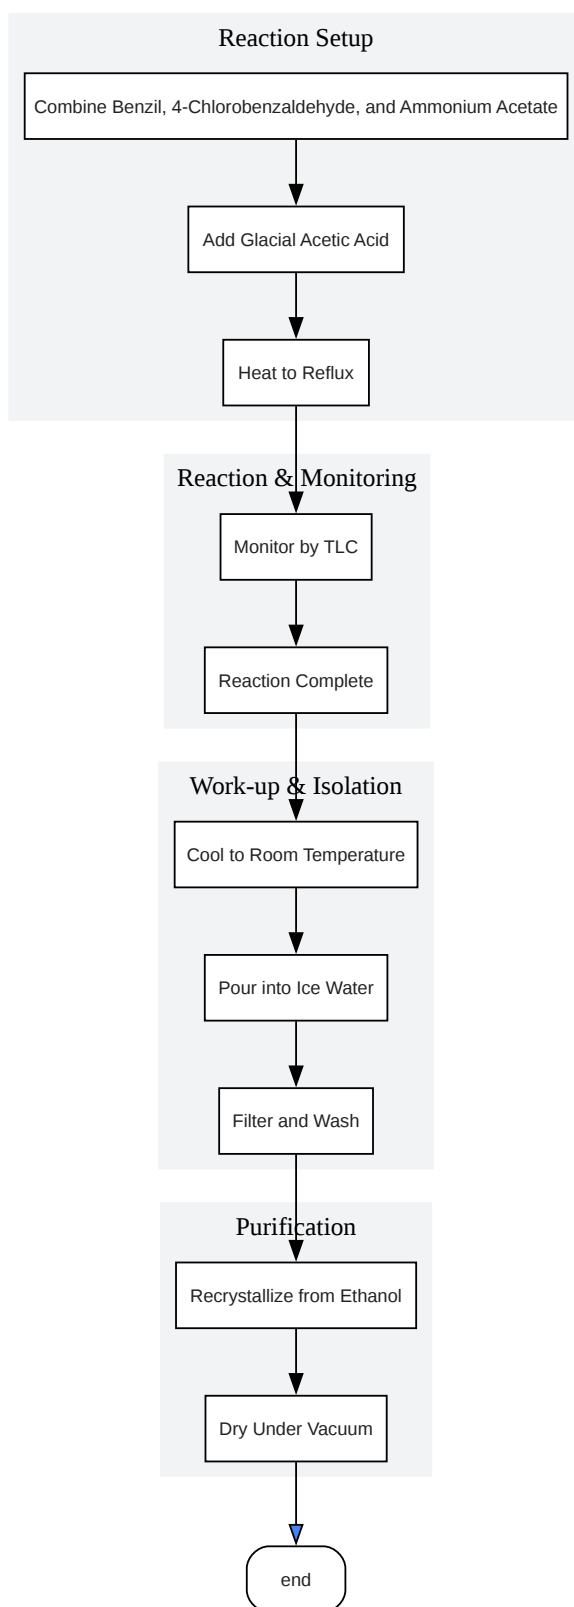 Reaction Setup
Combine Benzil, 4-Chlorobenzaldehyde, and Ammonium Acetate
Add Glacial Acetic Acid
Heat to Reflux
Reaction & Monitoring
Monitor by TLC
Reaction Complete
Work-up & Isolation
Cool to Room Temperature
Pour into Ice Water
Filter and Wash
Purification
Recrystallize from Ethanol
Dry Under Vacuum
end